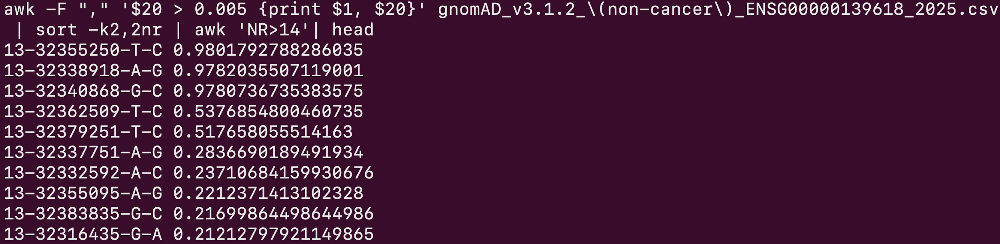 awk -F "," '$20 > 0.005 {print $1, $20}' gnomAD_v3.1.2_\(non-cancer\)_ENSG00000139618_2025.csv
| sort -k2,2nr | awk 'NR>14'| head
13-32355250-T-C 0.9801792788286035
13-32338918-A-G 0.9782035507119001
13-32340868-G-C 0.9780736735383575
13-32362509-T-C 0.5376854800460735
13-32379251-T-C 0.517658055514163
13-32337751-A-G 0.2836690189491934
13-32332592-A-C 0.23710684159930676
13-32355095-A-G 0.2212371413102328
13-32383835-G-C 0.21699864498644986
13-32316435-G-A 0.21212797921149865